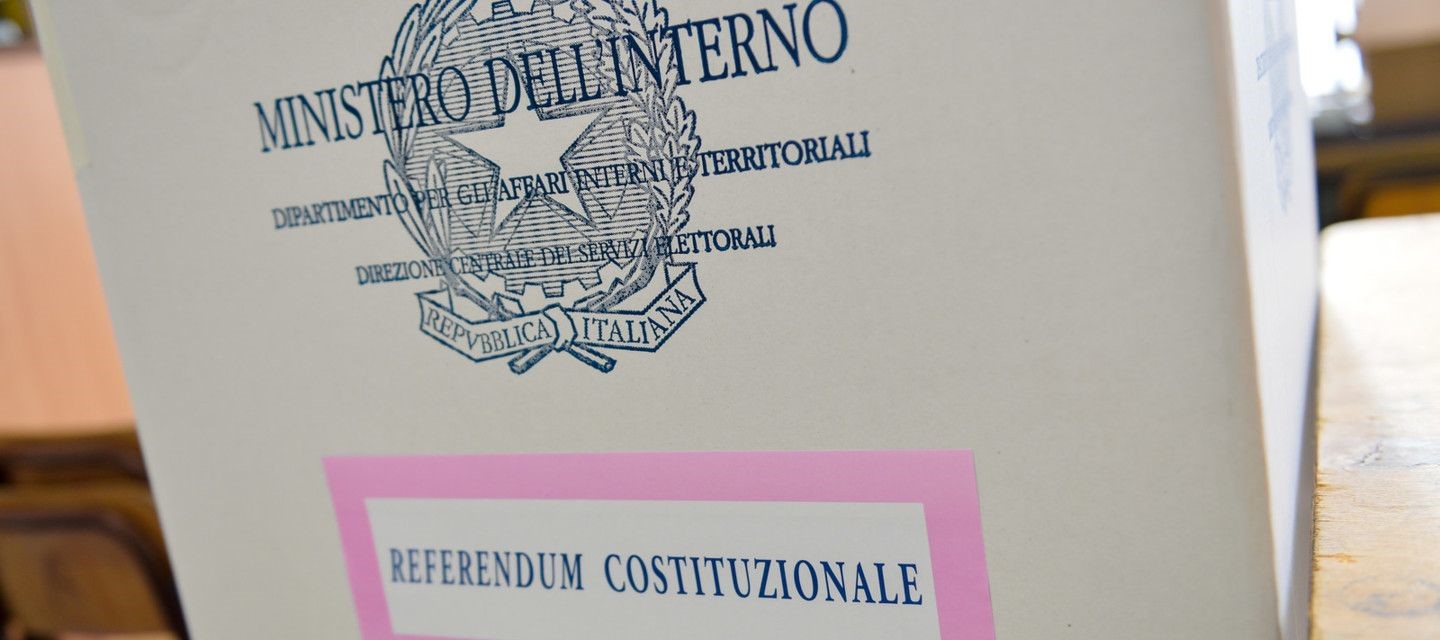 MINISTERO DELL'INTERNO
DIPARTIMENTO PER GLI AFFARI INTERNI E TERRITORIALI
DIREZIONE CENTRALE DEI SERVIZI ELETTORALI
REPVBBLICA ITALIANA
REFERENDUM COSTITUZIONALE